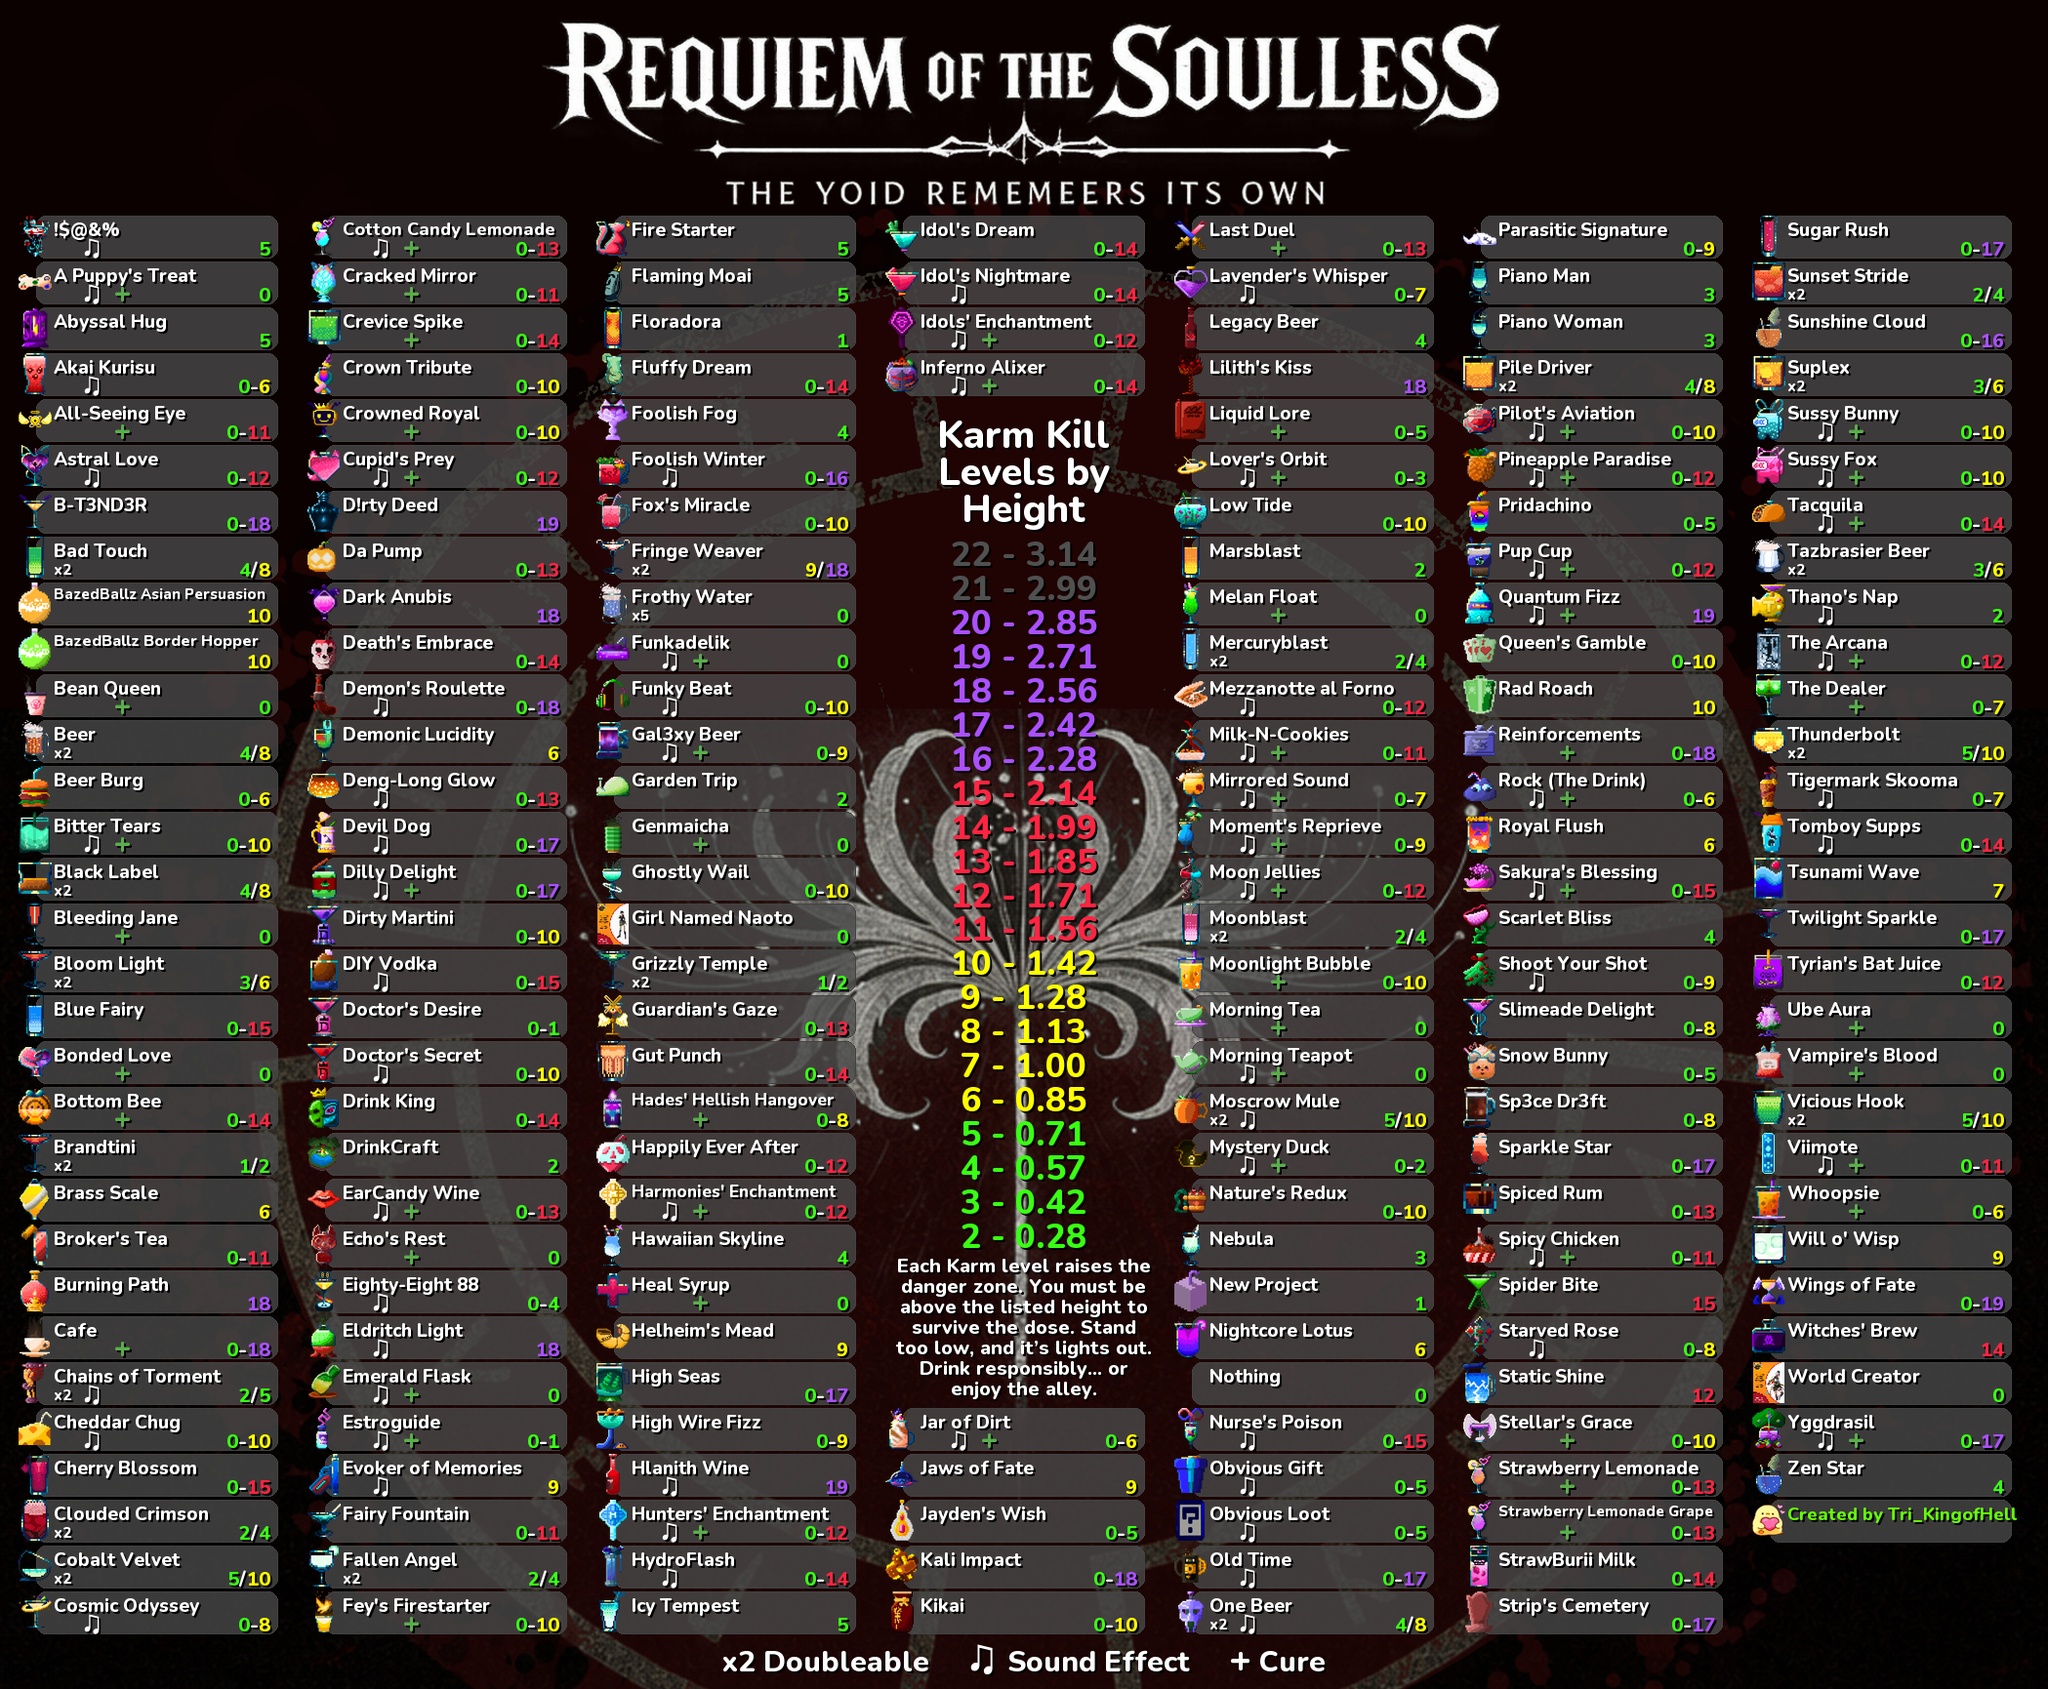 REQUIEM OF THE SOULLESS
THE YOID REMEMEERS ITS OWN
!$@&%
♫
5
A Puppy's Treat
♫ +
0
Abyssal Hug
5
Akai Kurisu
♫
0-6
All-Seeing Eye
+
0-11
Astral Love
♫
0-12
B-T3ND3R
0-18
Bad Touch
x2
4/8
BazedBallz Asian Persuasion
10
BazedBallz Border Hopper
10
Bean Queen
+
0
Beer
x2
4/8
Beer Burg
0-6
Bitter Tears
♫ +
0-10
Black Label
x2
4/8
Bleeding Jane
+
0
Bloom Light
x2
3/6
Blue Fairy
0-15
Bonded Love
+
0
Bottom Bee
+
0-14
Brandtini
x2
1/2
Brass Scale
6
Broker's Tea
0-11
Burning Path
18
Cafe
+
0-18
Chains of Torment
x2 ♫
2/5
Cheddar Chug
♫
0-10
Cherry Blossom
0-15
Clouded Crimson
x2
2/4
Cobalt Velvet
x2
5/10
Cosmic Odyssey
♫
0-8
Cotton Candy Lemonade
♫ +
0-13
Cracked Mirror
+
0-11
Crevice Spike
+
0-14
Crown Tribute
0-10
Crowned Royal
+
0-10
Cupid's Prey
♫ +
0-12
D!rty Deed
19
Da Pump
0-13
Dark Anubis
18
Death's Embrace
0-14
Demon's Roulette
♫
0-18
Demonic Lucidity
6
Deng-Long Glow
♫
0-13
Devil Dog
♫
0-17
Dilly Delight
♫ +
0-17
Dirty Martini
0-10
DIY Vodka
♫
0-15
Doctor's Desire
0-1
Doctor's Secret
♫
0-10
Drink King
0-14
DrinkCraft
2
EarCandy Wine
♫ +
0-13
Echo's Rest
+
0
Eighty-Eight 88
♫
0-4
Eldritch Light
♫
18
Emerald Flask
♫ +
0
Estroguide
♫ +
0-1
Evoker of Memories
♫
9
Fairy Fountain
0-11
Fallen Angel
x2
2/4
Fey's Firestarter
+
0-10
Fire Starter
5
Flaming Moai
5
Floradora
1
Fluffy Dream
0-14
Foolish Fog
4
Foolish Winter
♫
0-16
Fox's Miracle
0-10
Fringe Weaver
x2
9/18
Frothy Water
x5
0
Funkadelik
♫ +
0
Funky Beat
♫
0-10
Gal3xy Beer
♫ +
0-9
Garden Trip
2
Genmaicha
+
0
Ghostly Wail
0-10
Girl Named Naoto
0
Grizzly Temple
x2
1/2
Guardian's Gaze
0-13
Gut Punch
0-14
Hades' Hellish Hangover
+
0-8
Happily Ever After
0-12
Harmonies' Enchantment
♫ +
0-12
Hawaiian Skyline
4
Heal Syrup
+
0
Helheim's Mead
9
High Seas
0-17
High Wire Fizz
0-9
Hlanith Wine
19
Hunters' Enchantment
♫ +
0-12
HydroFlash
♫
0-14
Icy Tempest
5
Idol's Dream
0-14
Idol's Nightmare
♫
0-14
Idols' Enchantment
♫ +
0-12
Inferno Alixer
♫ +
0-14
Karm Kill
Levels by
Height
22 - 3.14
21 - 2.99
20 - 2.85
19 - 2.71
18 - 2.56
17 - 2.42
16 - 2.28
15 - 2.14
14 - 1.99
13 - 1.85
12 - 1.71
11 - 1.56
10 - 1.42
9 - 1.28
8 - 1.13
7 - 1.00
6 - 0.85
5 - 0.71
4 - 0.57
3 - 0.42
2 - 0.28
Each Karm level raises the
danger zone. You must be
above the listed height to
survive the dose. Stand
too low, and it's lights out.
Drink responsibly... or
enjoy the alley.
Jar of Dirt
♫ +
0-6
Jaws of Fate
9
Jayden's Wish
0-5
Kali Impact
0-18
Kikai
0-10
Last Duel
+
0-13
Lavender's Whisper
♫
0-7
Legacy Beer
4
Lilith's Kiss
18
Liquid Lore
+
0-5
Lover's Orbit
♫ +
0-3
Low Tide
0-10
Marsblast
2
Melan Float
+
0
Mercuryblast
x2
2/4
Mezzanotte al Forno
♫
0-12
Milk-N-Cookies
♫ +
0-11
Mirrored Sound
♫ +
0-7
Moment's Reprieve
♫ +
0-9
Moon Jellies
♫ +
0-12
Moonblast
x2
2/4
Moonlight Bubble
+
0-10
Morning Tea
+
0
Morning Teapot
♫ +
0
Moscrow Mule
x2 ♫
5/10
Mystery Duck
♫ +
0-2
Nature's Redux
0-10
Nebula
3
New Project
1
Nightcore Lotus
6
Nothing
0
Nurse's Poison
♫
0-15
Obvious Gift
♫
0-5
Obvious Loot
♫
0-5
Old Time
♫
0-17
One Beer
x2 ♫
4/8
Parasitic Signature
0-9
Piano Man
3
Piano Woman
3
Pile Driver
x2
4/8
Pilot's Aviation
♫ +
0-10
Pineapple Paradise
♫ +
0-12
Pridachino
0-5
Pup Cup
♫ +
0-12
Quantum Fizz
♫ +
19
Queen's Gamble
0-10
Rad Roach
10
Reinforcements
+
0-18
Rock (The Drink)
♫ +
0-6
Royal Flush
6
Sakura's Blessing
♫ +
0-15
Scarlet Bliss
4
Shoot Your Shot
♫
0-9
Slimeade Delight
0-8
Snow Bunny
0-5
Sp3ce Dr3ft
0-8
Sparkle Star
0-17
Spiced Rum
0-13
Spicy Chicken
♫ +
0-11
Spider Bite
15
Starved Rose
♫
0-8
Static Shine
12
Stellar's Grace
+
0-10
Strawberry Lemonade
+
0-13
Strawberry Lemonade Grape
+
0-13
StrawBurii Milk
0-14
Strip's Cemetery
0-17
Sugar Rush
0-17
Sunset Stride
x2
2/4
Sunshine Cloud
0-16
Suplex
x2
3/6
Sussy Bunny
♫ +
0-10
Sussy Fox
♫ +
0-10
Tacquila
♫ +
0-14
Tazbrasier Beer
x2
3/6
Thano's Nap
♫
2
The Arcana
♫ +
0-12
The Dealer
+
0-7
Thunderbolt
x2
5/10
Tigermark Skooma
♫
0-7
Tomboy Supps
♫
0-14
Tsunami Wave
7
Twilight Sparkle
0-17
Tyrian's Bat Juice
0-12
Ube Aura
+
0
Vampire's Blood
+
0
Vicious Hook
x2
5/10
Viimote
♫ +
0-11
Whoopsie
+
0-6
Will o' Wisp
9
Wings of Fate
0-19
Witches' Brew
14
World Creator
0
Yggdrasil
♫ +
0-17
Zen Star
4
Created by Tri_KingofHell
x2 Doubleable ♫ Sound Effect + Cure